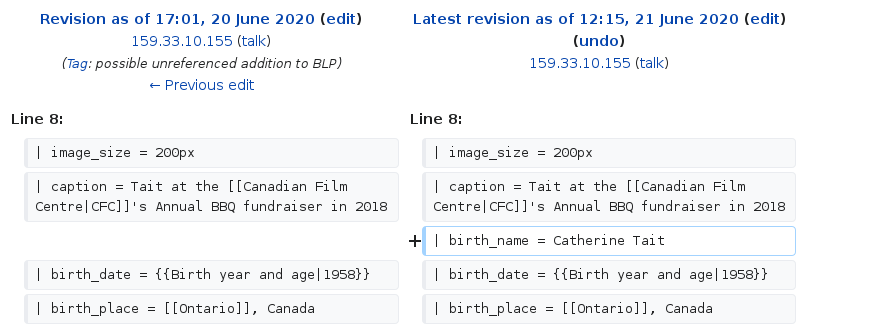 Revision as of 17:01, 20 June 2020 (edit)
159.33.10.155 (talk)
(Tag: possible unreferenced addition to BLP)
← Previous edit
Latest revision as of 12:15, 21 June 2020 (edit)
(undo)
159.33.10.155 (talk)
Line 8:
Line 8:
| image_size = 200px
| image_size = 200px
| caption = Tait at the [[Canadian Film
Centre|CFC]]'s Annual BBQ fundraiser in 2018
| caption = Tait at the [[Canadian Film
Centre|CFC]]'s Annual BBQ fundraiser in 2018
+ | birth_name = Catherine Tait
| birth_date = {{Birth year and age|1958}}
| birth_date = {{Birth year and age|1958}}
| birth_place = [[Ontario]], Canada
| birth_place = [[Ontario]], Canada